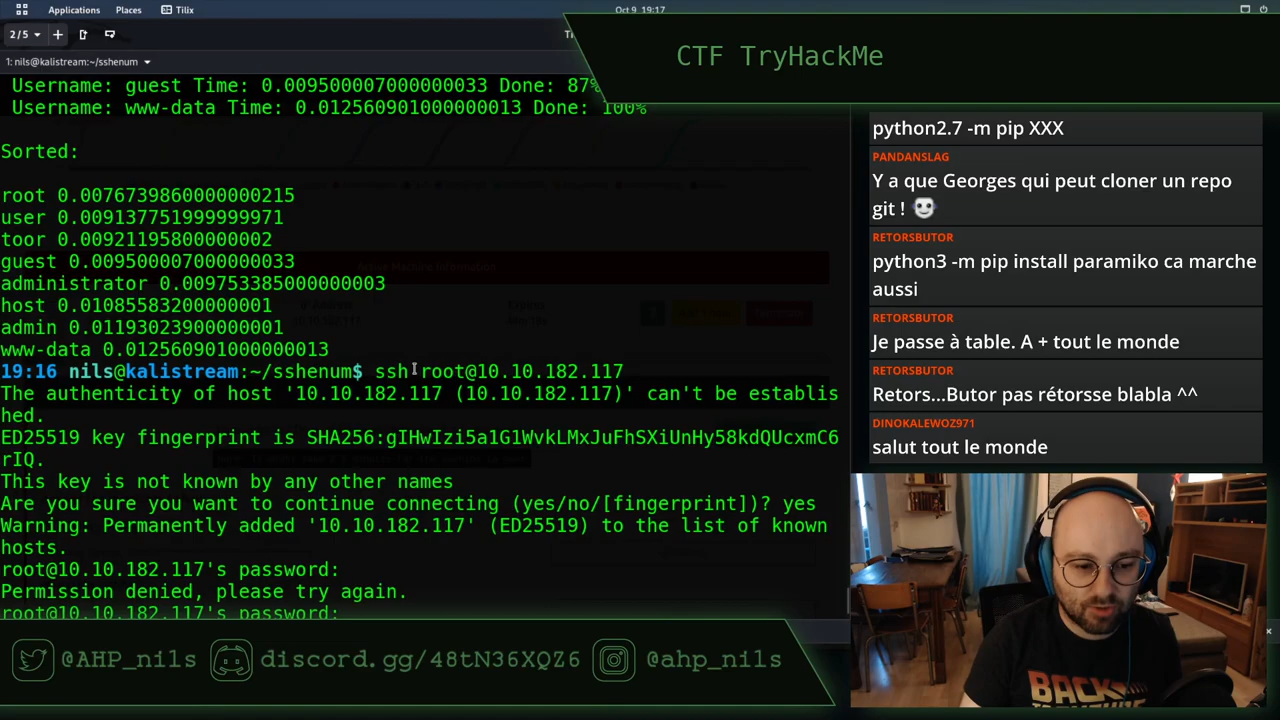 Applications Places Tilix
Oct 9 19:17
2/5
1: nils@kalistream:~/sshenum
CTF TryHackMe
Username: guest Time: 0.009500007000000033 Done: 87%
Username: www-data Time: 0.012560901000000013 Done: 100%
Sorted:
root 0.0076739860000000215
user 0.009137751999999971
toor 0.00921195800000002
guest 0.009500007000000033
administrator 0.009753385000000003
host 0.01085583200000001
admin 0.01193023900000001
www-data 0.012560901000000013
19:16 nils@kalistream:~/sshenum$ ssh root@10.10.182.117
The authenticity of host '10.10.182.117 (10.10.182.117)' can't be establis
hed.
ED25519 key fingerprint is SHA256:gIHwIzi5a1G1WvkLMxJuFhSXiUnHy58kdQUcxmC6
rIQ.
This key is not known by any other names
Are you sure you want to continue connecting (yes/no/[fingerprint])? yes
Warning: Permanently added '10.10.182.117' (ED25519) to the list of known
hosts.
root@10.10.182.117's password:
Permission denied, please try again.
root@10.10.182.117's password:
python2.7 -m pip XXX
PANDANSLAG
Y a que Georges qui peut cloner un repo
git !
RETORSBUTOR
python3 -m pip install paramiko ca marche
aussi
RETORSBUTOR
Je passe à table. A + tout le monde
RETORSBUTOR
Retors...Butor pas rétorsse blabla ^^
DINOKALEWOZ971
salut tout le monde
BACK
@AHP_nils
discord.gg/48tN36XQZ6
@ahp_nils